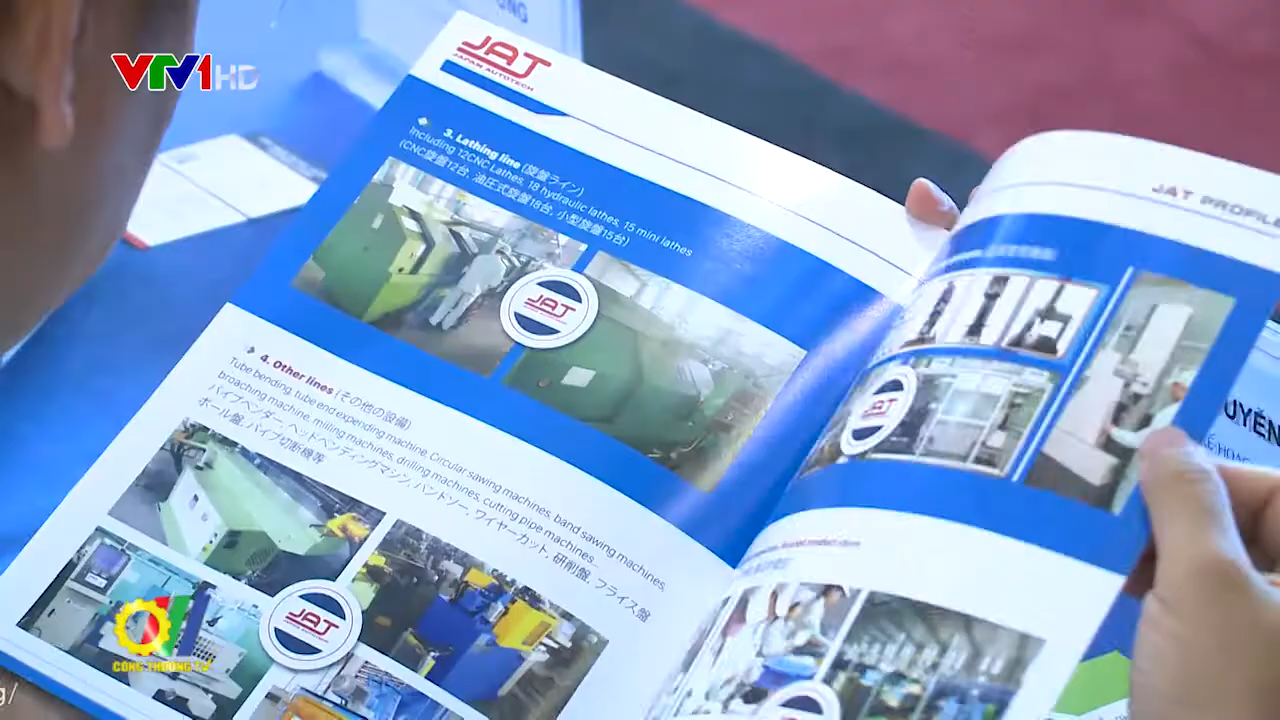 VTV1 HD
JAT
JAPAN AUTOTECH
3. Lathing line (旋盤ライン)
Including 12CNC Lathes, 18 hydraulic lathes, 15 mini lathes
(CNC旋盤12台, 油圧式旋盤18台, 小型旋盤15台)
JAT
4. Other lines (その他の設備)
Tube bending, tube end expending machine. Circular sawing machines, band sawing machines,
broaching machine, milling machines, drilling machines, cutting pipe machines...
パイプベンダー, ヘッドベンディングマシン, バンドソー, ワイヤーカット, 研削盤, フライス盤
ボール盤, パイプ切断機等
JAT
CÔNG THƯƠNG TV
JAT PROFILE
JAT
UYÊN
g/